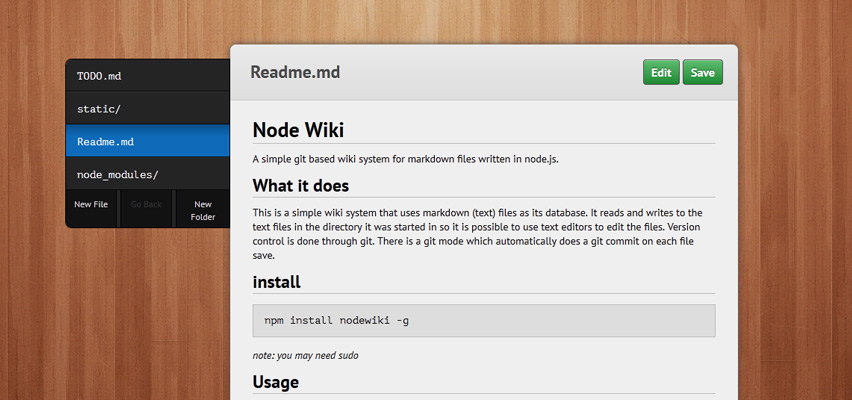 TODO.md
static/
Readme.md
node_modules/
New File
Go Back
New
Folder
Readme.md
Edit
Save
Node Wiki
A simple git based wiki system for markdown files written in node.js.
What it does
This is a simple wiki system that uses markdown (text) files as its database. It reads and writes to the
text files in the directory it was started in so it is possible to use text editors to edit the files. Version
control is done through git. There is a git mode which automatically does a git commit on each file
save.
install
npm install nodewiki -g
note: you may need sudo
Usage